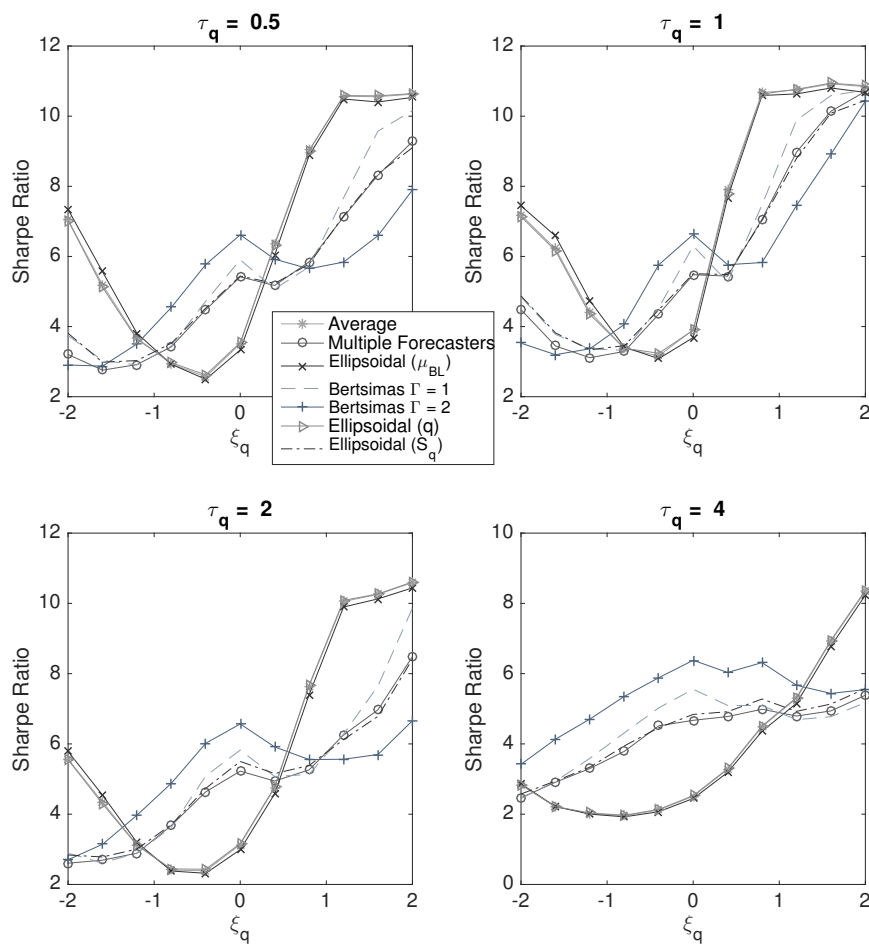 τq = 0.5
12
10
8
6
4
2
Sharpe Ratio
-2 -1 0 1 2
ξq
τq = 1
12
10
8
6
4
2
Sharpe Ratio
-2 -1 0 1 2
ξq
Average
Multiple Forecasters
Ellipsoidal (μBL)
Bertsimas Γ = 1
Bertsimas Γ = 2
Ellipsoidal (q)
Ellipsoidal (Sq)
τq = 2
12
10
8
6
4
2
Sharpe Ratio
-2 -1 0 1 2
ξq
τq = 4
10
8
6
4
2
0
Sharpe Ratio
-2 -1 0 1 2
ξq